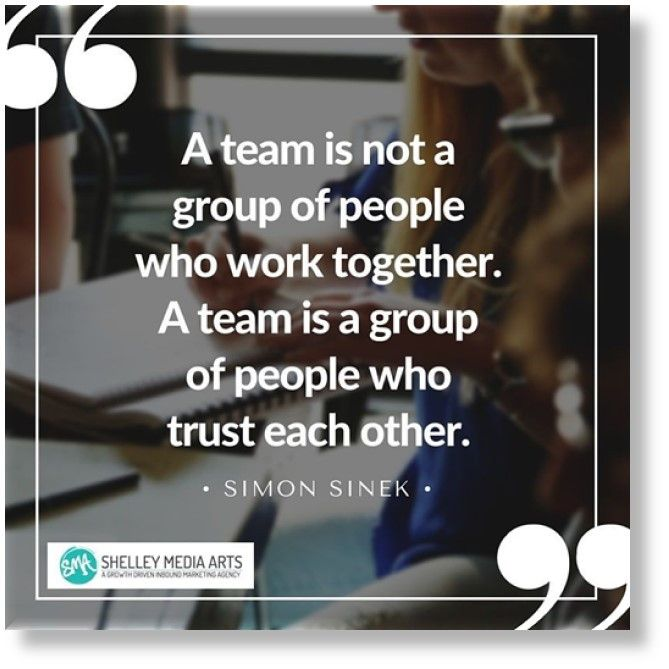 “
A team is not a
group of people
who work together.
A team is a group
of people who
trust each other.
• SIMON SINEK •
SMA SHELLEY MEDIA ARTS
A GROWTH DRIVEN INBOUND MARKETING AGENCY
”